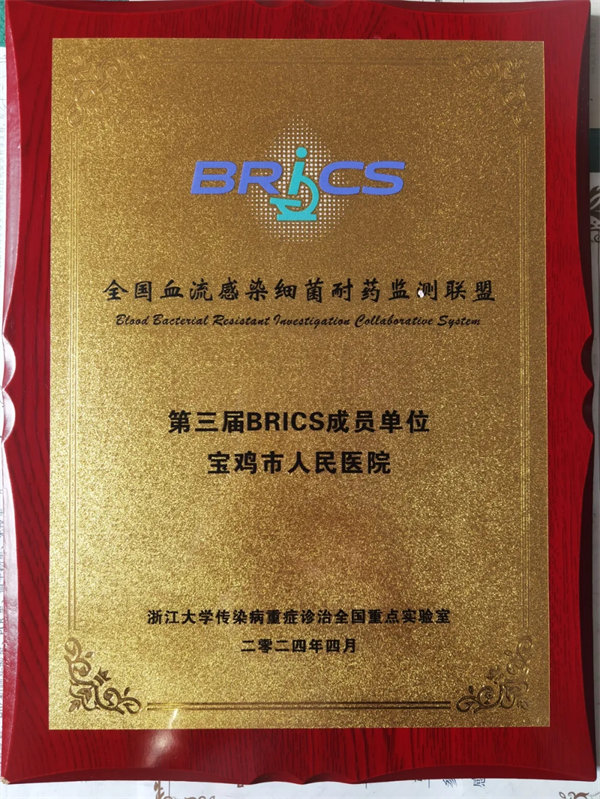 BRiCS
全国血流感染细菌耐药监测联盟
Blood Bacterial Resistant Investigation Collaborative System
第三届BRICS成员单位
宝鸡市人民医院
浙江大学传染病重症诊治全国重点实验室
二零二四年四月